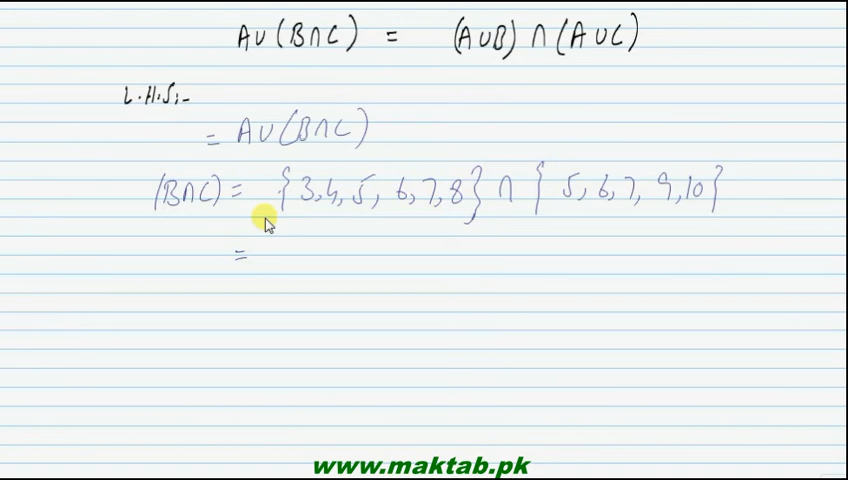 A∪(B∩C) = (A∪B) ∩ (A∪C)
L.H.S:-
= A∪(B∩C)
(B∩C) = {3,4,5, 6,7,8} ∩ {5,6,7,9,10}
=
www.maktab.pk